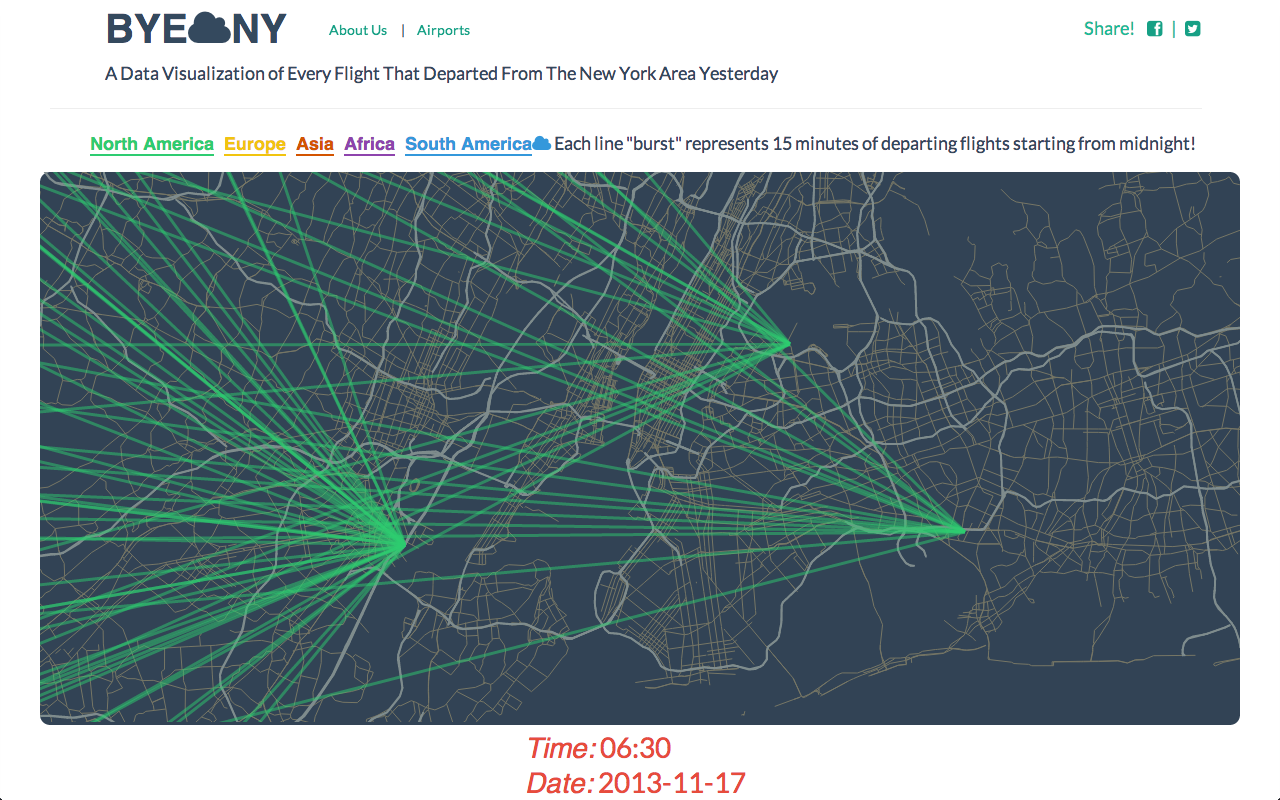 BYE NY
About Us | Airports
Share! |
A Data Visualization of Every Flight That Departed From The New York Area Yesterday
North America Europe Asia Africa South America Each line "burst" represents 15 minutes of departing flights starting from midnight!
Time: 06:30
Date: 2013-11-17